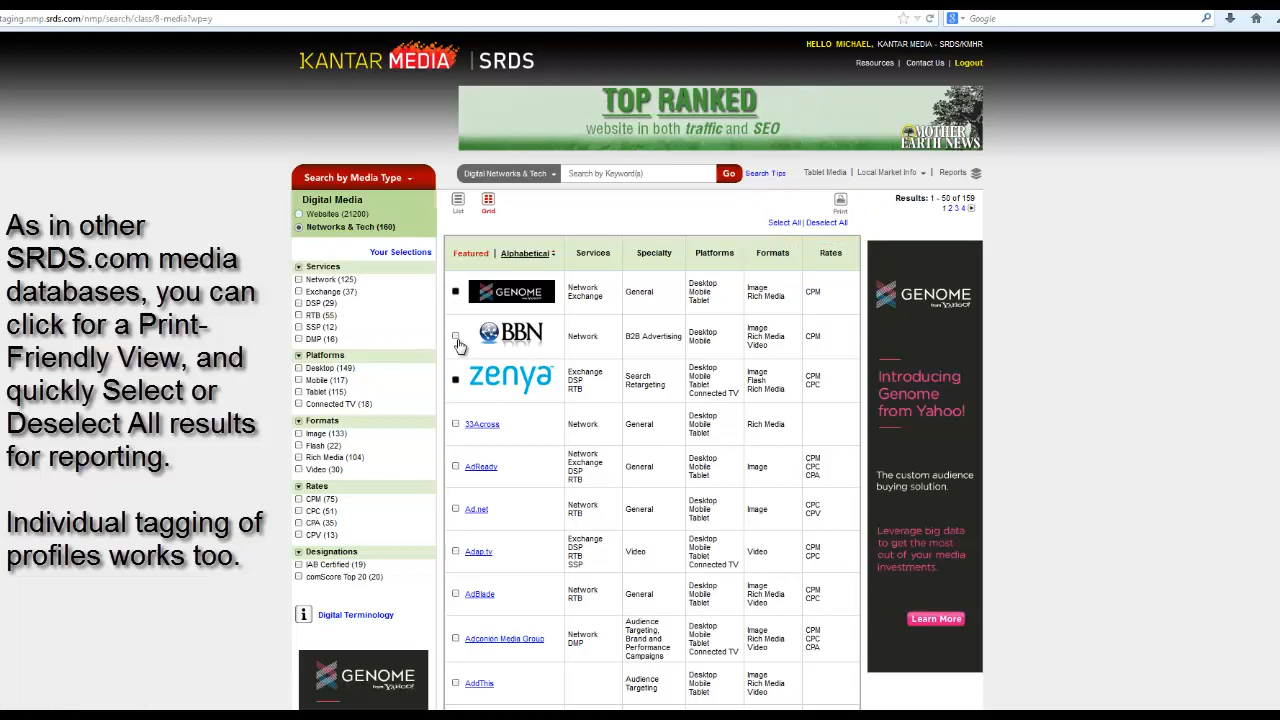 taging.nmp.srds.com/nmp/search/class/8-media?wp=y
Google
KANTAR MEDIA | SRDS
HELLO MICHAEL, KANTAR MEDIA - SRDS/KMHR
Resources | Contact Us | Logout
TOP RANKED
website in both traffic and SEO
MOTHER
EARTH NEWS
Search by Media Type
Digital Networks & Tech
Search by Keyword(s)
Go
Search Tips
Tablet Media | Local Market Info | Reports
Digital Media
Websites (21200)
Networks & Tech (160)
List
Grid
Print
Results: 1 - 50 of 159
1 2 3 4
Select All | Deselect All
As in other
SRDS.com media
databases, you can
click for a Print-
Friendly View, and
quickly Select or
Deselect All results
for reporting.
Individual tagging of
profiles works to.
Your Selections
Services
Network (125)
Exchange (37)
DSP (29)
RTB (55)
SSP (12)
DMP (16)
Platforms
Desktop (149)
Mobile (117)
Tablet (115)
Connected TV (18)
Formats
Image (133)
Flash (22)
Rich Media (104)
Video (30)
Rates
CPM (75)
CPC (51)
CPA (35)
CPV (13)
Designations
IAB Certified (19)
comScore Top 20 (20)
Digital Terminology
GENOME
from Yahoo!
Featured | Alphabetical Services Specialty Platforms Formats Rates
GENOME
Network
Exchange
General
Desktop
Mobile
Tablet
Image
Rich Media
CPM
BBN
Network
B2B Advertising
Desktop
Mobile
Image
Rich Media
Video
CPM
zenya
Exchange
DSP
RTB
Search
Retargeting
Desktop
Mobile
Tablet
Connected TV
Image
Flash
Rich Media
CPM
CPC
33Across
Network
General
Desktop
Mobile
Tablet
Rich Media
AdReady
Network
Exchange
DSP
RTB
General
Desktop
Mobile
Tablet
Image
CPM
CPC
CPA
Ad.net
Network
RTB
General
Desktop
Mobile
Tablet
Image
CPC
CPV
Adap.tv
Exchange
DSP
RTB
SSP
Video
Desktop
Mobile
Tablet
Connected TV
Video
CPM
CPC
AdBlade
Network
RTB
General
Desktop
Mobile
Tablet
Image
Rich Media
Video
CPM
CPC
Adconion Media Group
Network
DMP
Audience
Targeting,
Brand and
Performance
Campaigns
Desktop
Mobile
Tablet
Connected TV
Image
Rich Media
Video
CPM
CPC
CPA
AddThis
Audience
Targeting
Desktop
Mobile
Tablet
Image
Rich Media
Video
GENOME
from Yahoo!
Introducing
Genome
from Yahoo!
The custom audience
buying solution.
Leverage big data
to get the most
out of your media
investments.
Learn More